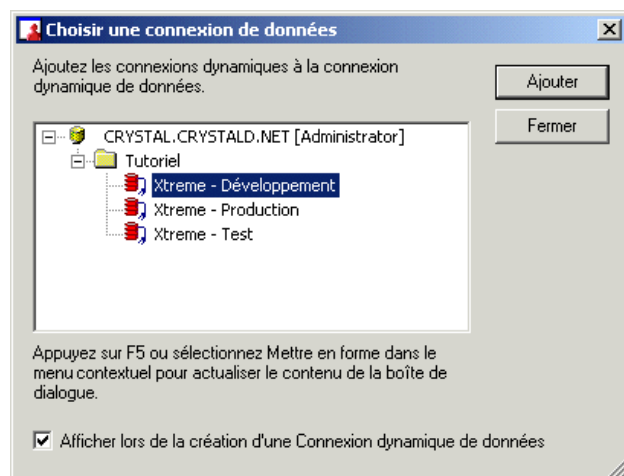 Choisir une connexion de données
Ajoutez les connexions dynamiques à la connexion
dynamique de données.
Ajouter
Fermer
CRYSTAL.CRYSTALD.NET [Administrator]
Tutoriel
Xtreme - Développement
Xtreme - Production
Xtreme - Test
Appuyez sur F5 ou sélectionnez Mettre en forme dans le
menu contextuel pour actualiser le contenu de la boîte de
dialogue.
Afficher lors de la création d'une Connexion dynamique de données